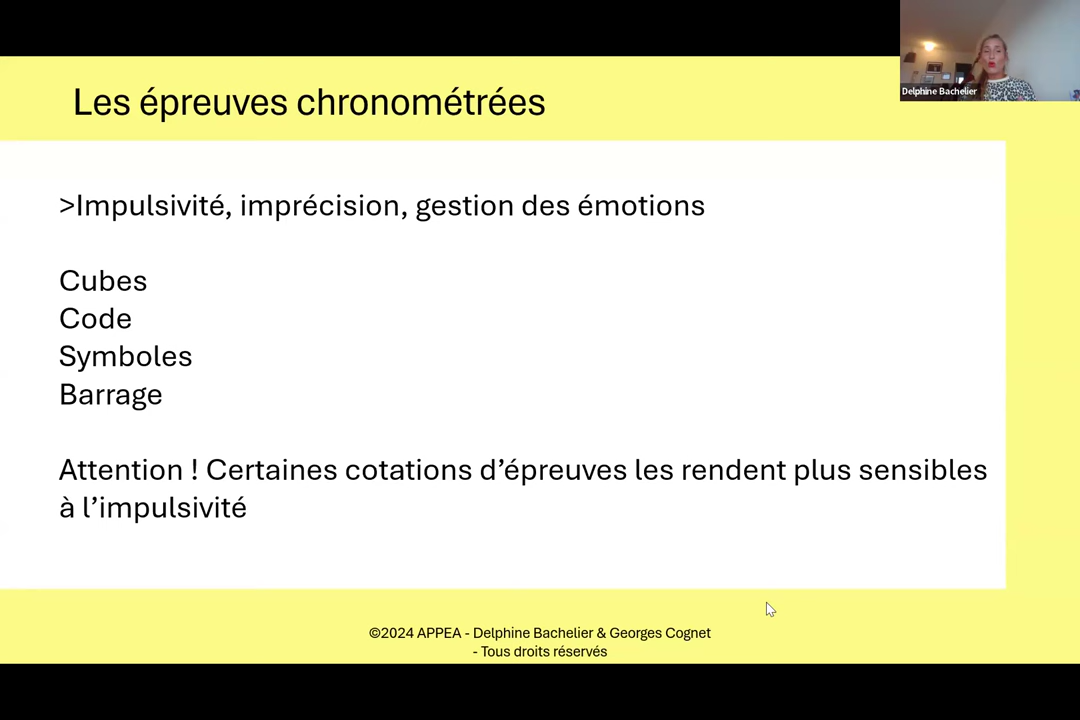 Les épreuves chronométrées
Delphine Bachelier
>Impulsivité, imprécision, gestion des émotions
Cubes
Code
Symboles
Barrage
Attention ! Certaines cotations d’épreuves les rendent plus sensibles
à l’impulsivité
©2024 APPEA - Delphine Bachelier & Georges Cognet
- Tous droits réservés